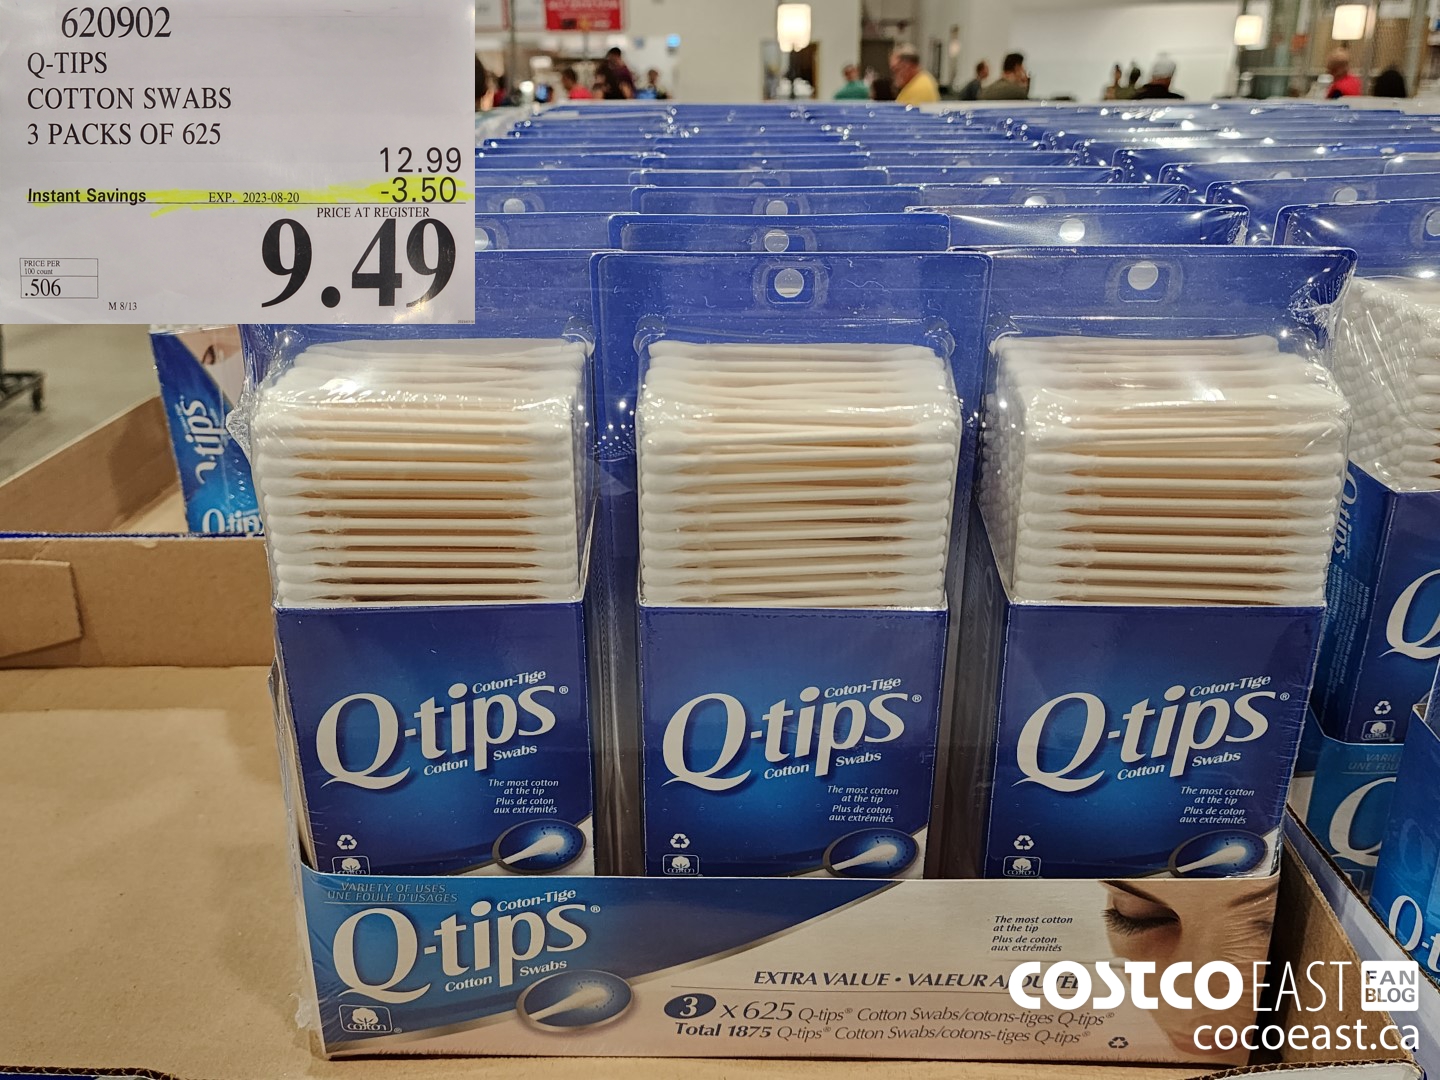 620902
Q-TIPS
COTTON SWABS
3 PACKS OF 625
12.99
Instant Savings EXP. 2023-08-20 -3.50
PRICE AT REGISTER
9.49
PRICE PER
100 count
.506
M 8/13
Q-tips
Coton-Tige
Q-tips®
Cotton Swabs
The most cotton
at the tip
Plus de coton
aux extrémités
cotton
Coton-Tige
Q-tips®
Cotton Swabs
The most cotton
at the tip
Plus de coton
aux extrémités
cotton
Coton-Tige
Q-tips®
Cotton Swabs
The most cotton
at the tip
Plus de coton
aux extrémités
cotton
VARIETY OF USES
UNE FOULE D'USAGES
Coton-Tige
Q-tips®
Cotton Swabs
cotton®
The most cotton
at the tip
Plus de coton
aux extrémités
EXTRA VALUE • VALEUR AJOUTÉE
3 x 625 Q-tips® Cotton Swabs/cotons-tiges Q-tips®
Total 1875 Q-tips® Cotton Swabs/cotons-tiges Q-tips®
COSTCO EAST FAN BLOG
cocoeast.ca